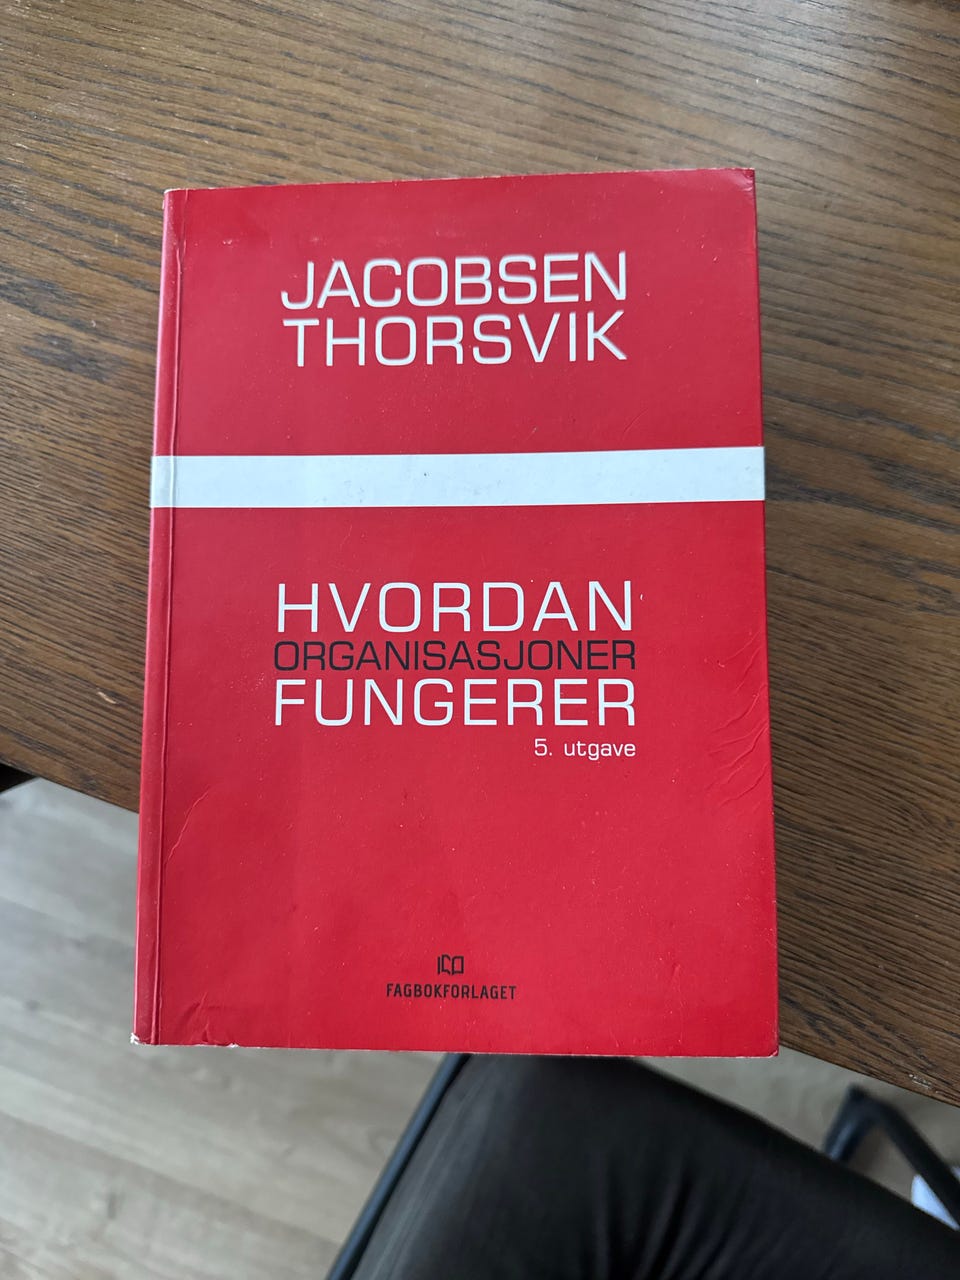 JACOBSEN
THORSVIK
HVORDAN
ORGANISASJONER
FUNGERER
5. utgave
FAGBOKFORLAGET